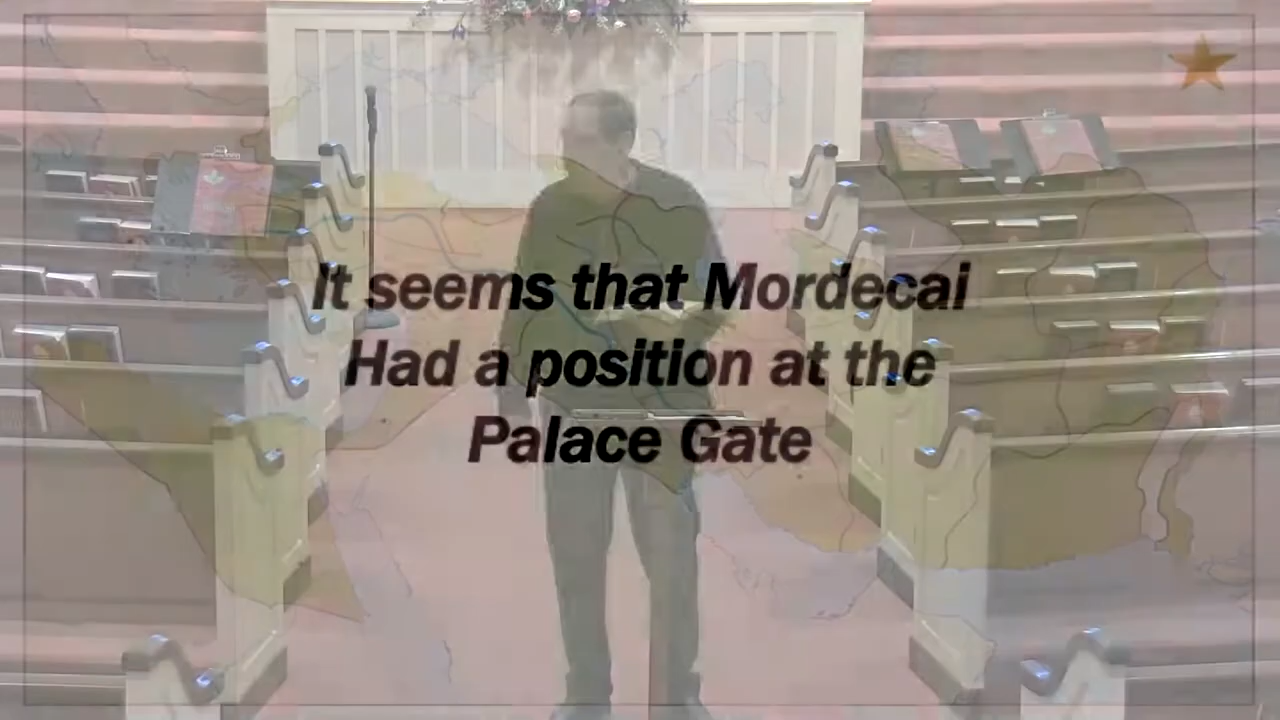 It seems that Mordecai
Had a position at the
Palace Gate